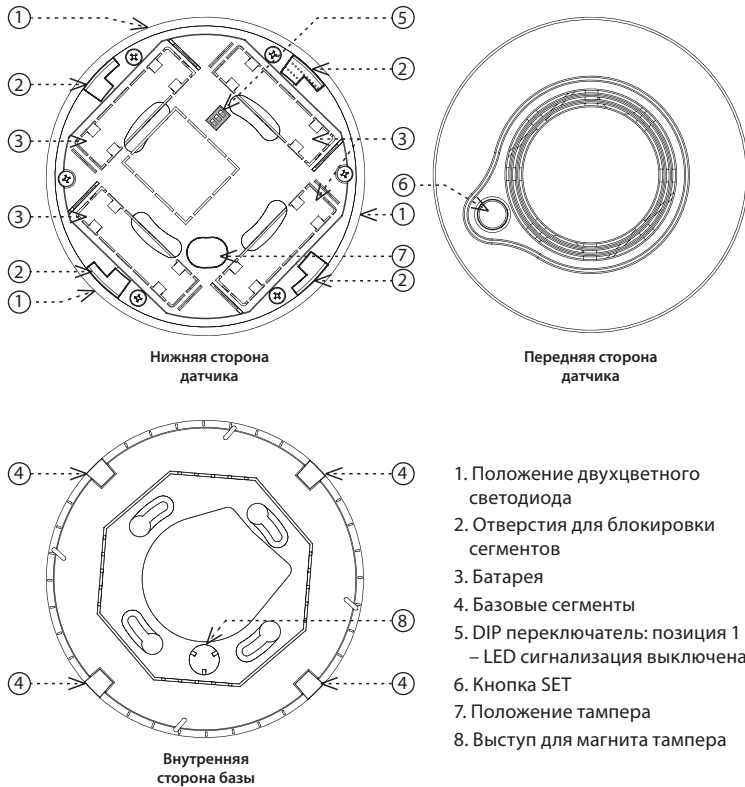 1
5
2
2
3
3
6
3
1
7
2
2
1
Нижняя сторона
датчика
Передняя сторона
датчика
4
4
8
4
4
Внутренняя
сторона базы
1. Положение двухцветного
светодиода
2. Отверстия для блокировки
сегментов
3. Батарея
4. Базовые сегменты
5. DIP переключатель: позиция 1
– LED сигнализация выключена
6. Кнопка SET
7. Положение тампера
8. Выступ для магнита тампера